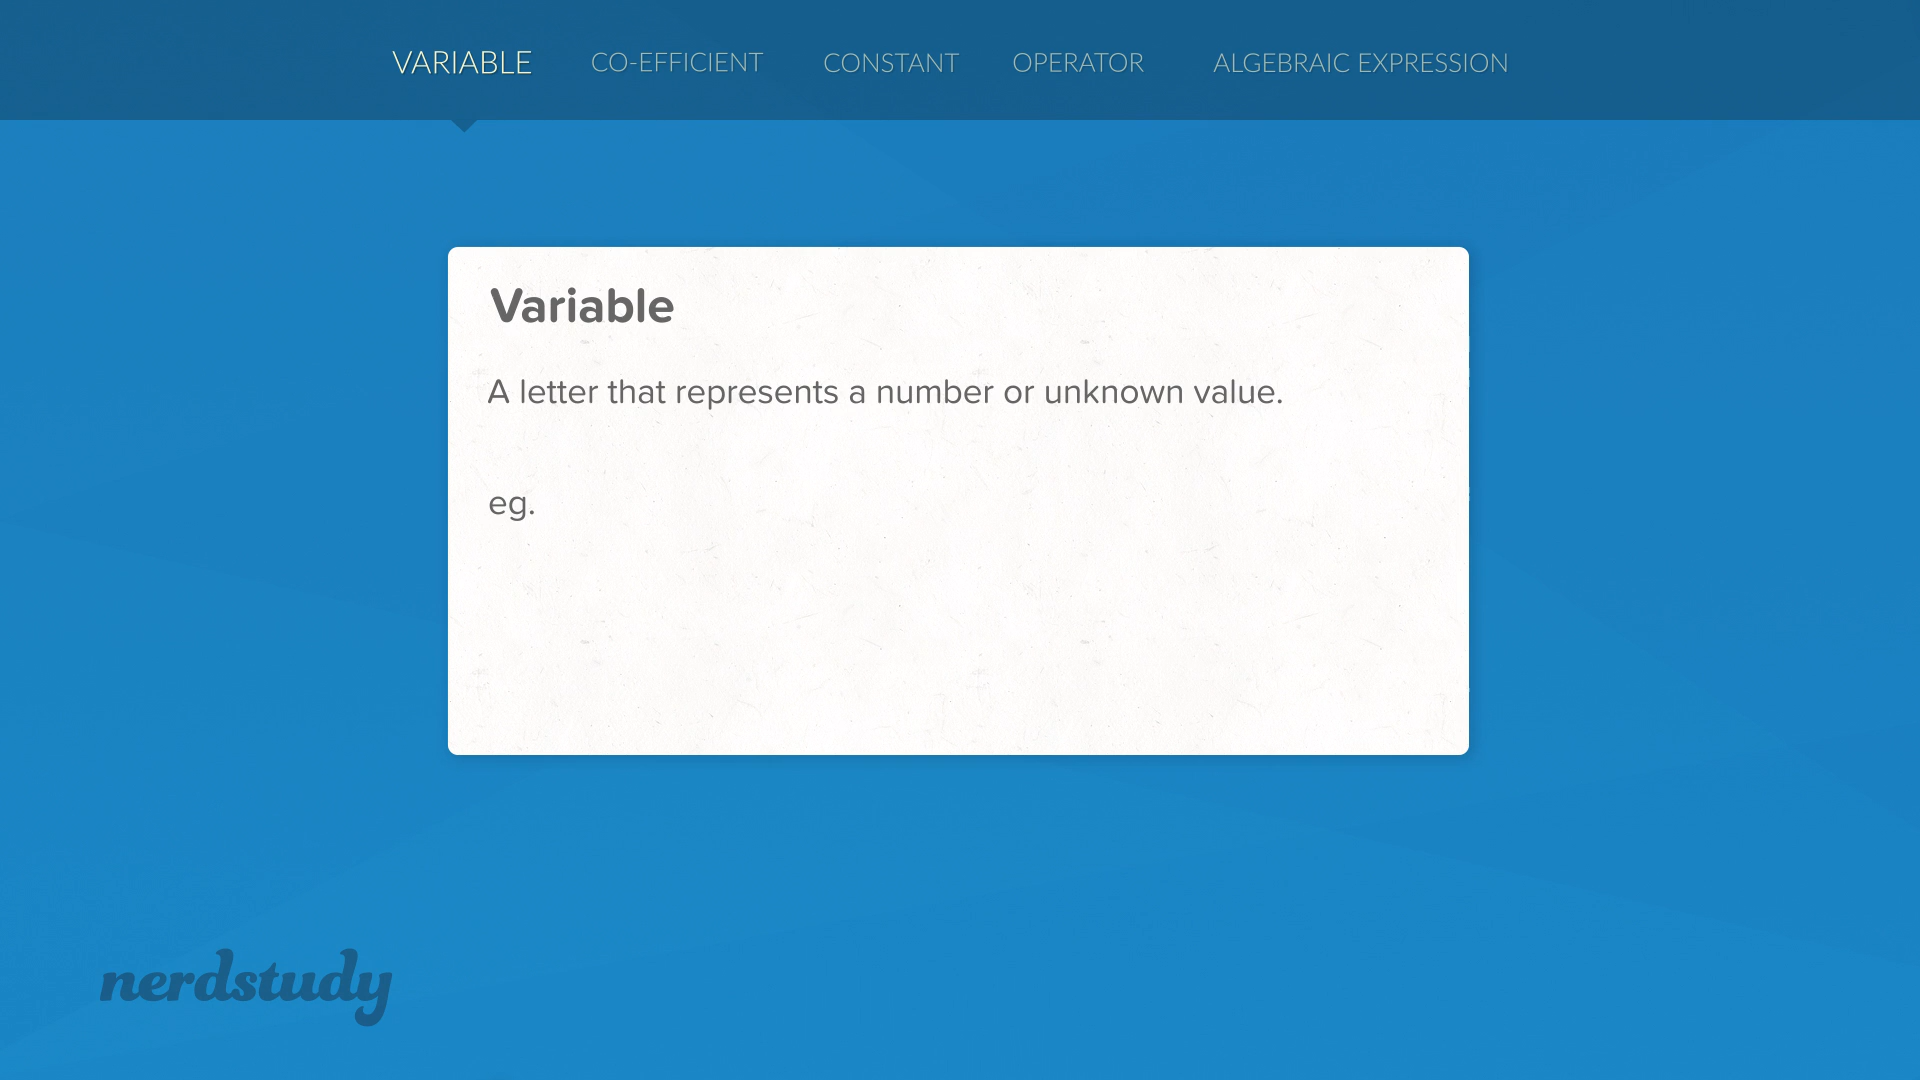 VARIABLE CO-EFFICIENT CONSTANT OPERATOR ALGEBRAIC EXPRESSION
Variable
A letter that represents a number or unknown value.
eg.
nerdstudy